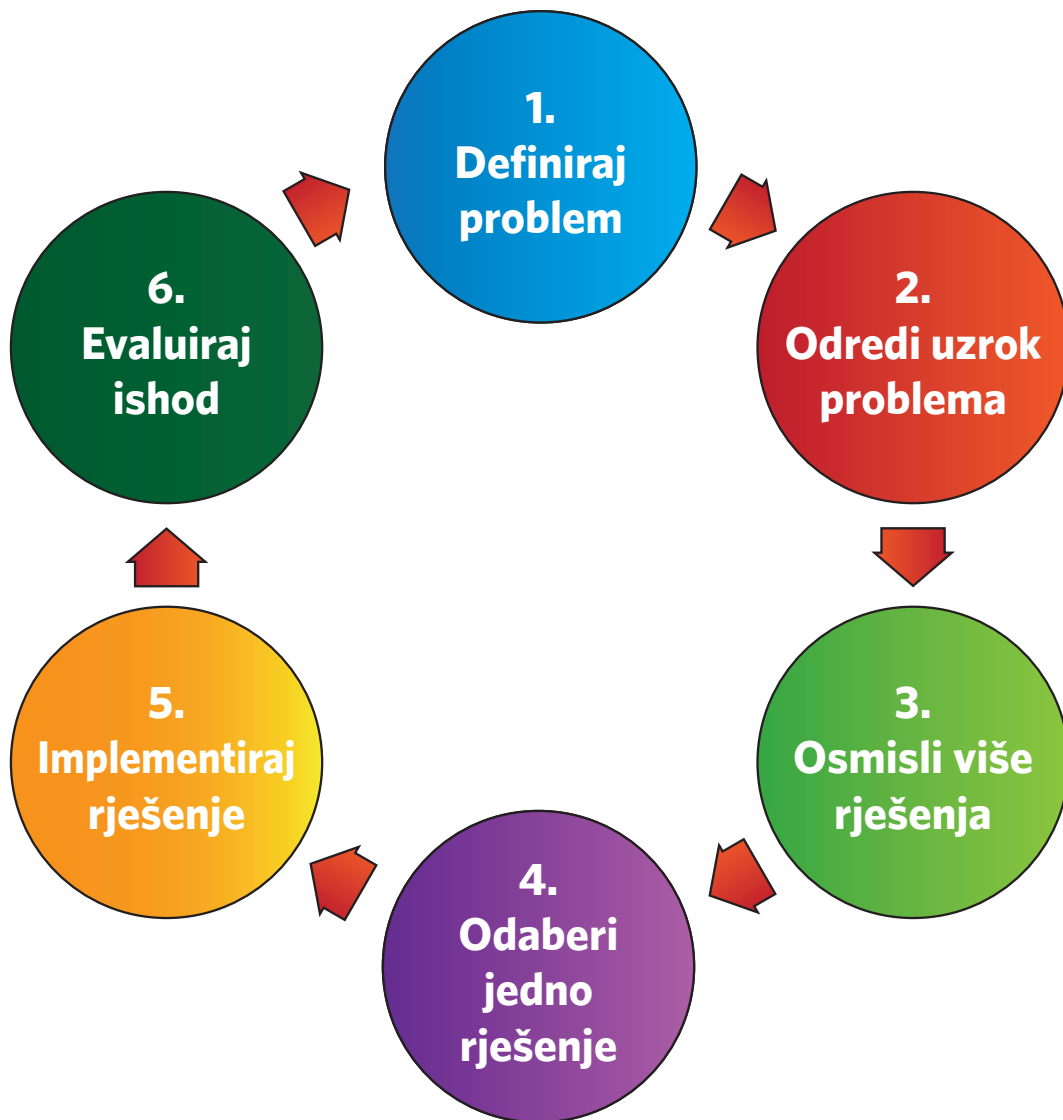 1.
Definiraj
problem
2.
Odredi uzrok
problema
3.
Osmisli više
rješenja
4.
Odaberi
jedno
rješenje
5.
Implementiraj
rješenje
6.
Evaluiraj
ishod